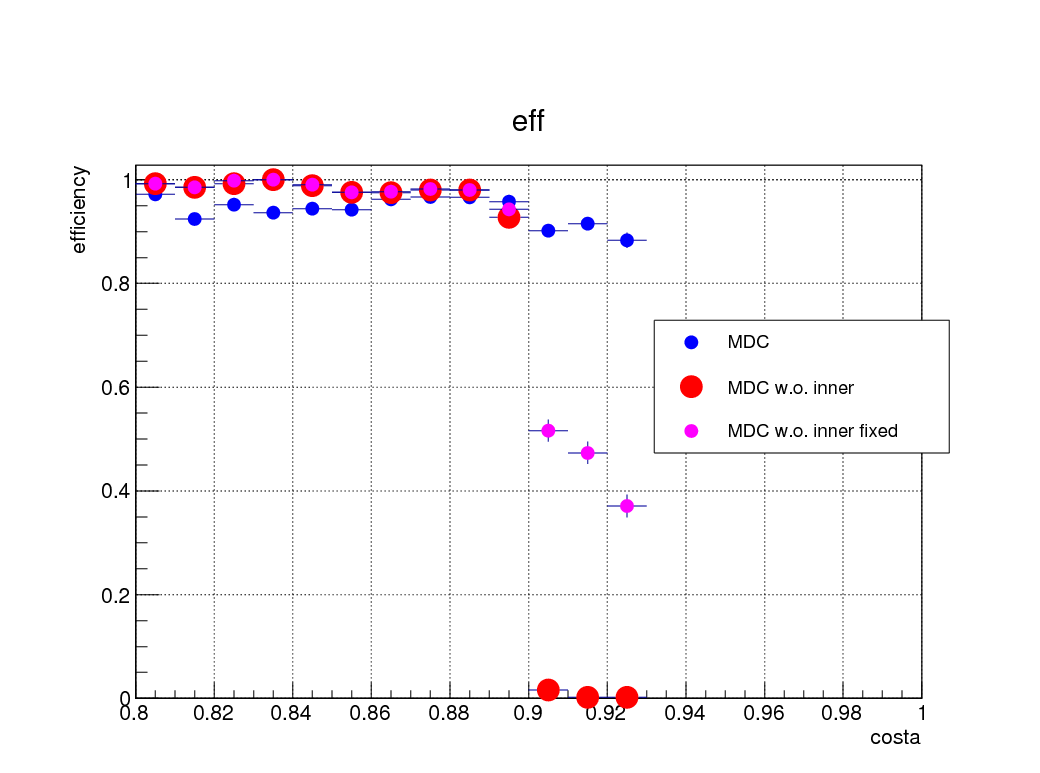 eff
efficiency
1
0.8
0.6
0.4
0.2
0
MDC
MDC w.o. inner
MDC w.o. inner fixed
0.8 0.82 0.84 0.86 0.88 0.9 0.92 0.94 0.96 0.98 1
costa